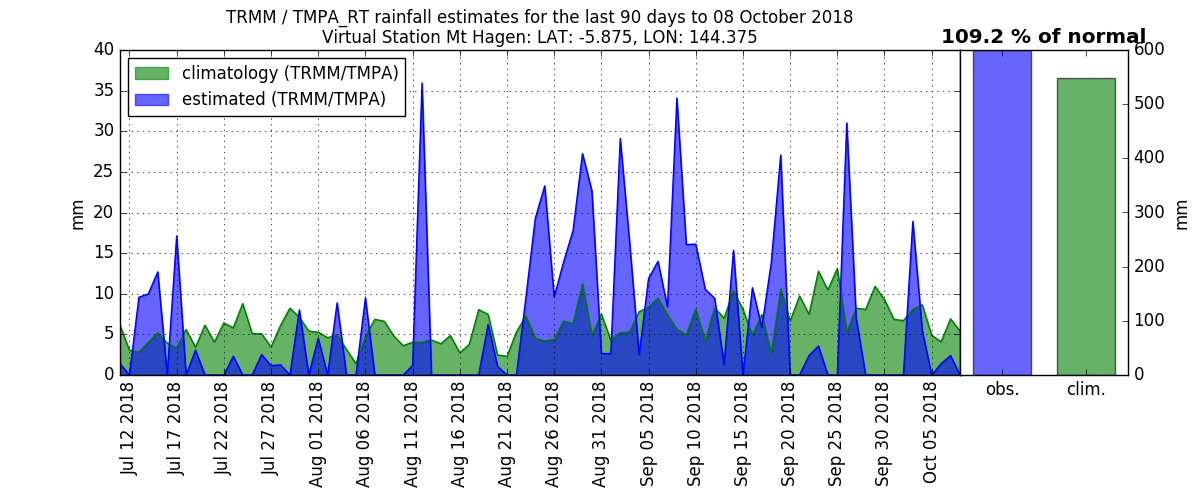 TRMM / TMPA_RT rainfall estimates for the last 90 days to 08 October 2018
Virtual Station Mt Hagen: LAT: -5.875, LON: 144.375
109.2 % of normal
climatology (TRMM/TMPA)
estimated (TRMM/TMPA)
mm
40
35
30
25
20
15
10
5
0
Jul 12 2018
Jul 17 2018
Jul 22 2018
Jul 27 2018
Aug 01 2018
Aug 06 2018
Aug 11 2018
Aug 16 2018
Aug 21 2018
Aug 26 2018
Aug 31 2018
Sep 05 2018
Sep 10 2018
Sep 15 2018
Sep 20 2018
Sep 25 2018
Sep 30 2018
Oct 05 2018
obs.
clim.
600
500
400
300
200
100
0
mm